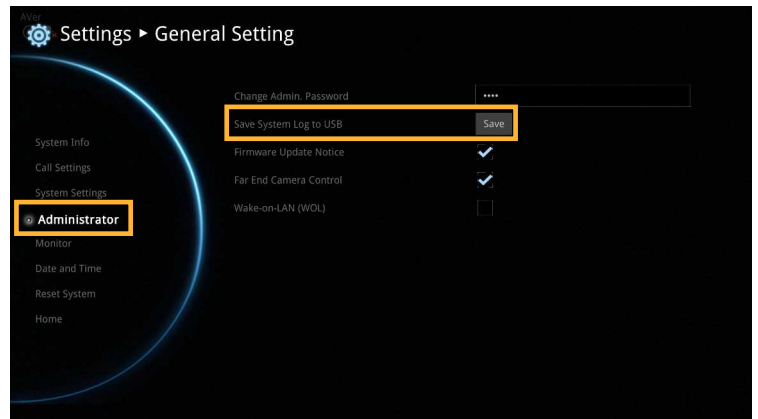 AVer
Settings ▸ General Setting
Change Admin. Password ••••
Save System Log to USB Save
Firmware Update Notice
Far End Camera Control
Wake-on-LAN (WOL)
System Info
Call Settings
System Settings
Administrator
Monitor
Date and Time
Reset System
Home